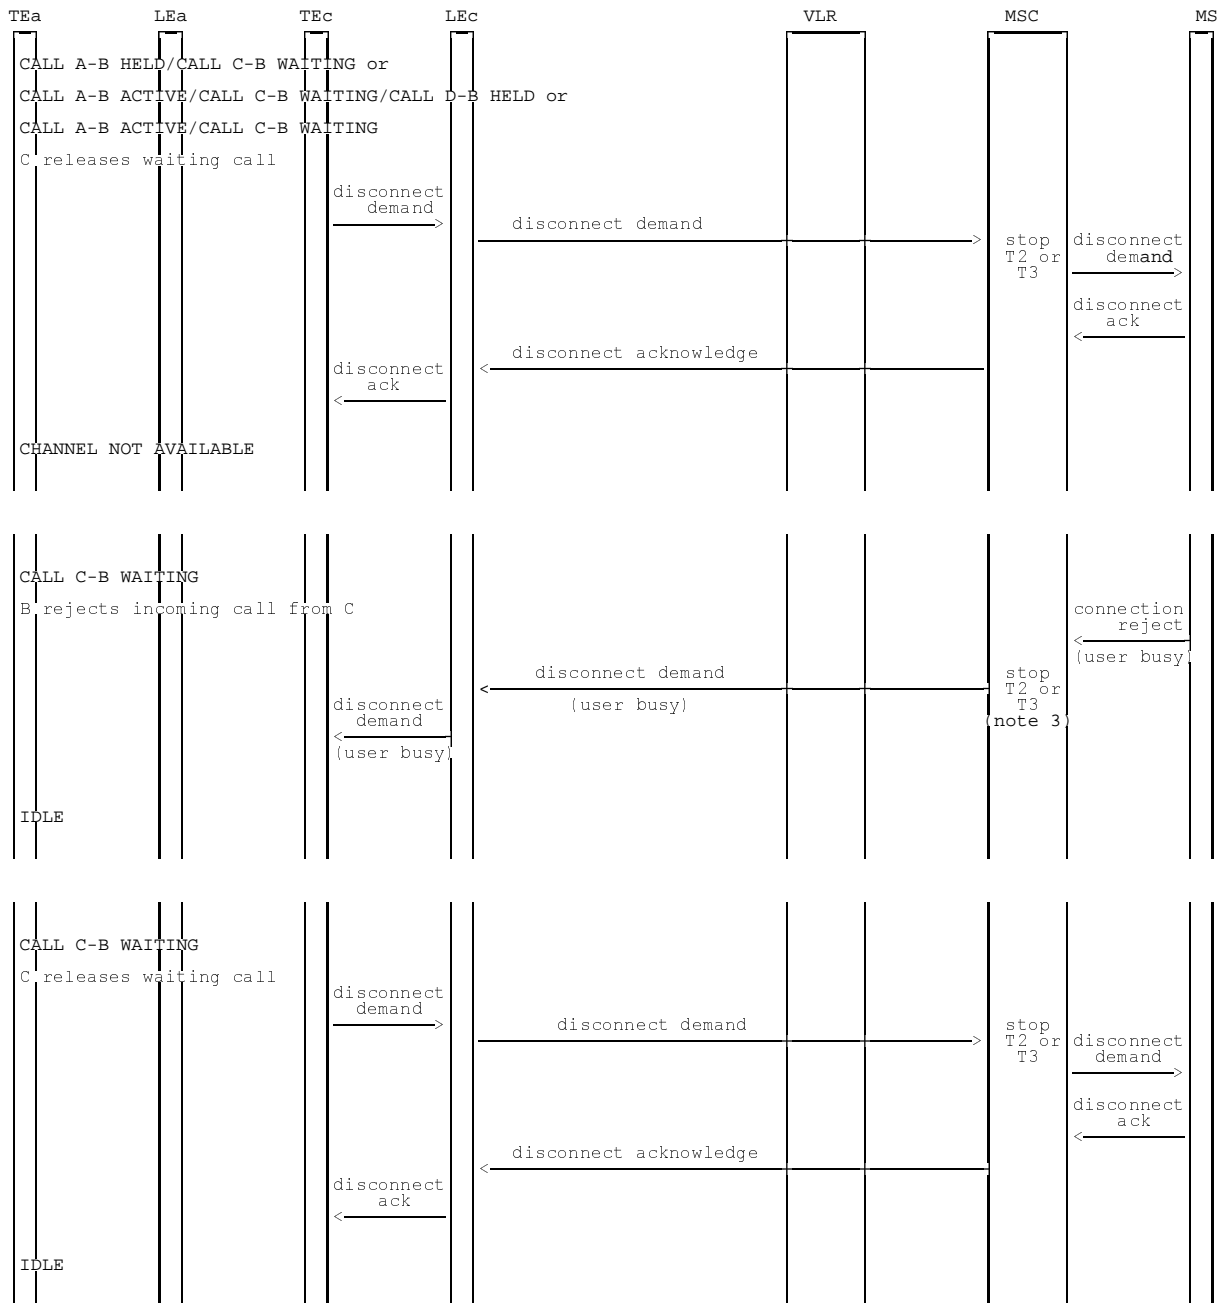 TEa LEa TEc LEc VLR MSC MS
CALL A-B HELD/CALL C-B WAITING or
CALL A-B ACTIVE/CALL C-B WAITING/CALL D-B HELD or
CALL A-B ACTIVE/CALL C-B WAITING
C releases waiting call
disconnect
demand
disconnect demand
stop
T2 or
T3
disconnect
demand
disconnect
ack
disconnect acknowledge
disconnect
ack
CHANNEL NOT AVAILABLE
CALL C-B WAITING
B rejects incoming call from C
connection
reject
(user busy)
stop
T2 or
T3
(note 3)
disconnect demand
(user busy)
disconnect
demand
(user busy)
IDLE
CALL C-B WAITING
C releases waiting call
disconnect
demand
disconnect demand
stop
T2 or
T3
disconnect
demand
disconnect
ack
disconnect acknowledge
disconnect
ack
IDLE